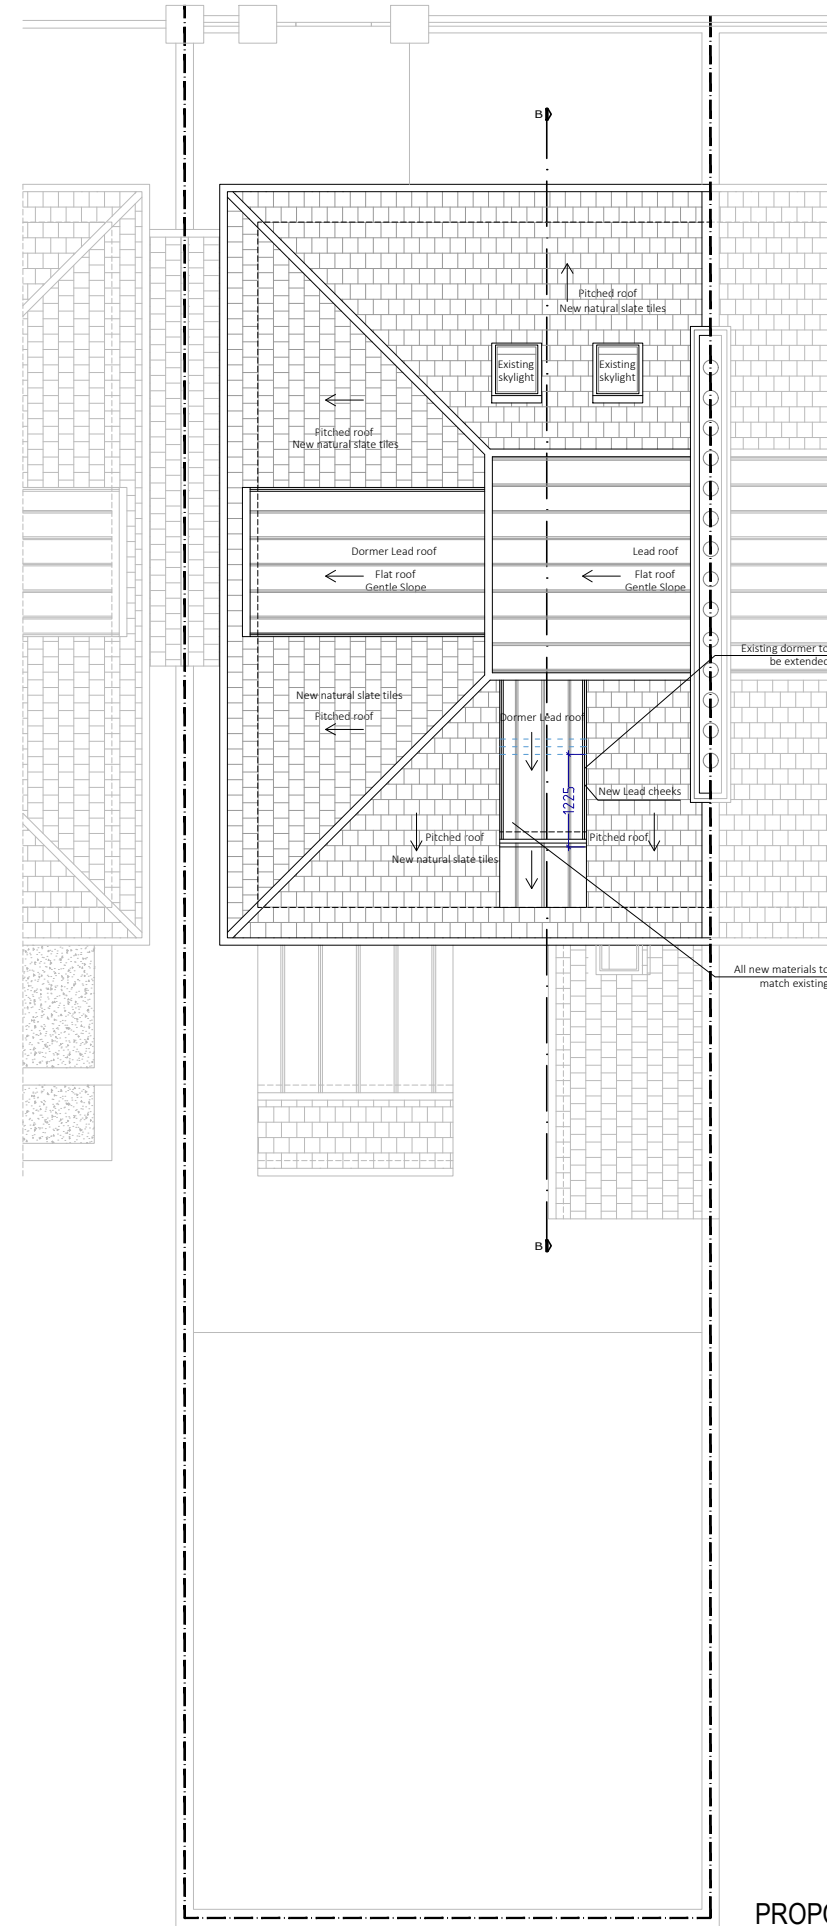 B
Pitched roof
New natural slate tiles
Existing
skylight
Existing
skylight
Pitched roof
New natural slate tiles
Dormer Lead roof
Flat roof
Gentle Slope
Lead roof
Flat roof
Gentle Slope
Existing dormer to
be extended
New natural slate tiles
Pitched roof
Dormer Lead roof
1225
New Lead cheeks
Pitched roof
New natural slate tiles
Pitched roof
All new materials to
match existing
B